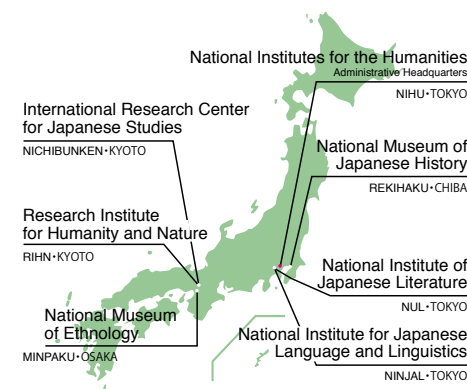 National Institutes for the Humanities
Administrative Headquarters
NIHU・TOKYO
International Research Center
for Japanese Studies
NICHIBUNKEN・KYOTO
National Museum of
Japanese History
REKIHAKU・CHIBA
Research Institute
for Humanity and Nature
RIHN・KYOTO
National Institute of
Japanese Literature
NIJL・TOKYO
National Museum
of Ethnology
MINPAKU・OSAKA
National Institute for Japanese
Language and Linguistics
NINJAL・TOKYO